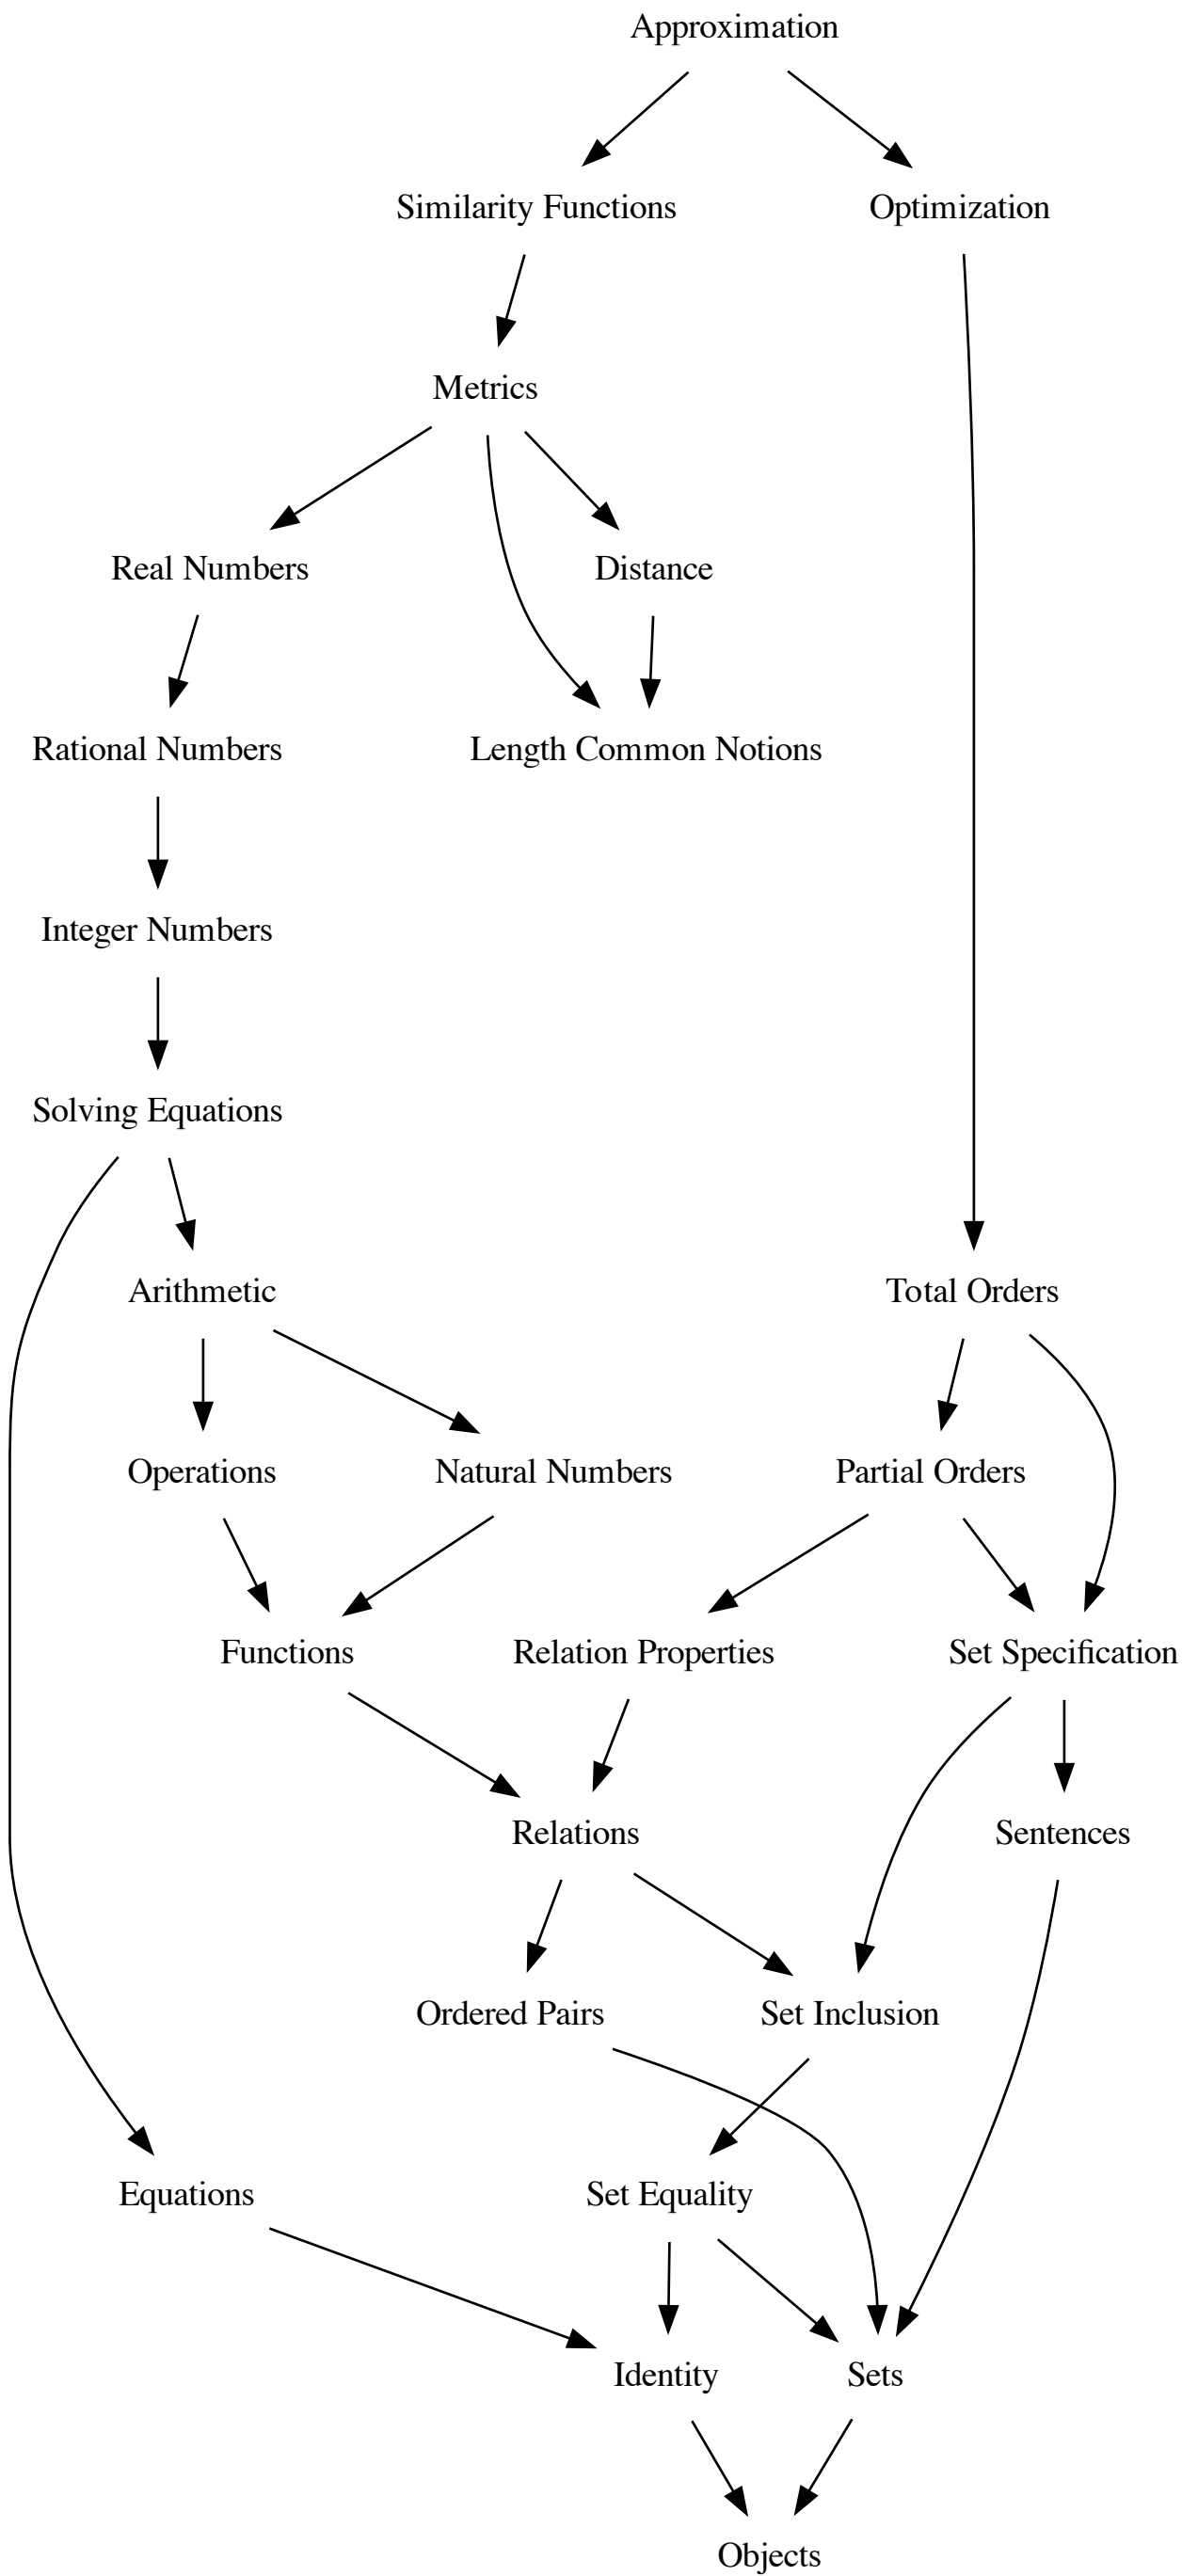 Approximation
Similarity Functions
Optimization
Metrics
Real Numbers
Distance
Rational Numbers
Length Common Notions
Integer Numbers
Solving Equations
Arithmetic
Total Orders
Operations
Natural Numbers
Partial Orders
Functions
Relation Properties
Set Specification
Relations
Sentences
Ordered Pairs
Set Inclusion
Equations
Set Equality
Identity
Sets
Objects